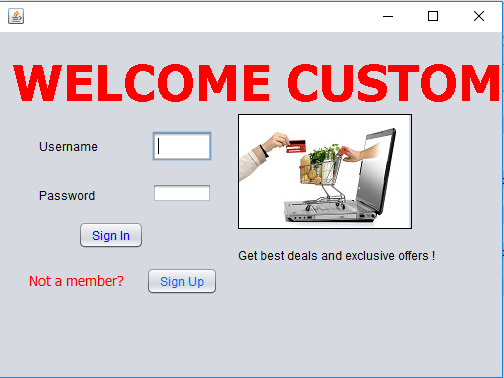 WELCOME CUSTOM
Username
Password
Sign In
Get best deals and exclusive offers !
Not a member?
Sign Up